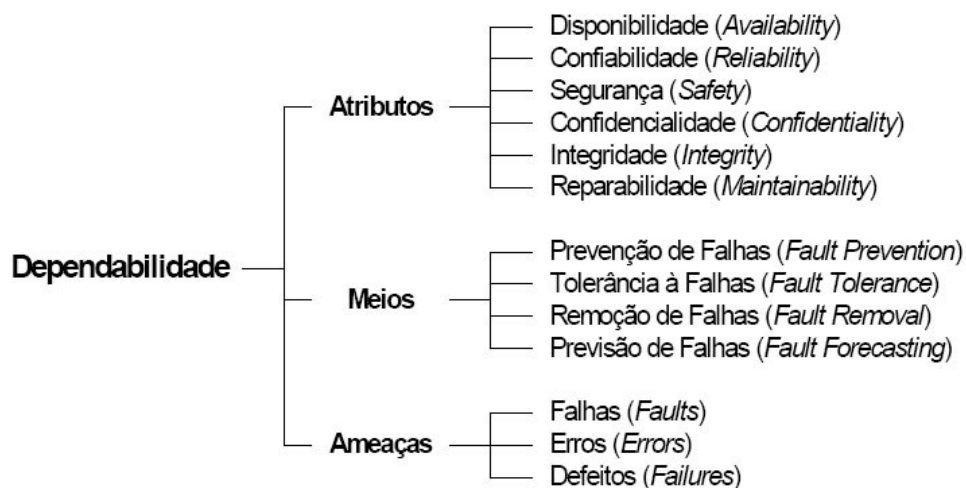 Dependabilidade
Atributos
Disponibilidade (Availability)
Confiabilidade (Reliability)
Segurança (Safety)
Confidencialidade (Confidentiality)
Integridade (Integrity)
Reparabilidade (Maintainability)
Meios
Prevenção de Falhas (Fault Prevention)
Tolerância à Falhas (Fault Tolerance)
Remoção de Falhas (Fault Removal)
Previsão de Falhas (Fault Forecasting)
Ameaças
Falhas (Faults)
Erros (Errors)
Defeitos (Failures)